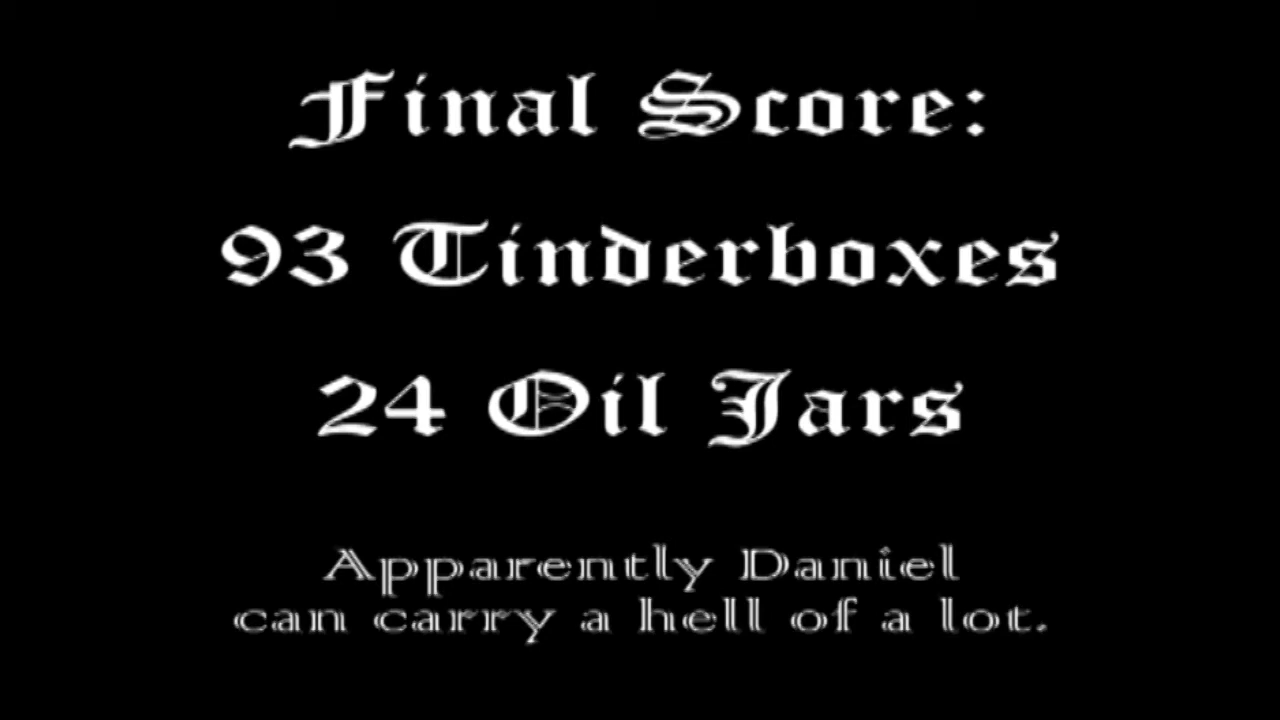 Final Score:
93 Tinderboxes
24 Oil Jars
Apparently Daniel
can carry a hell of a lot.